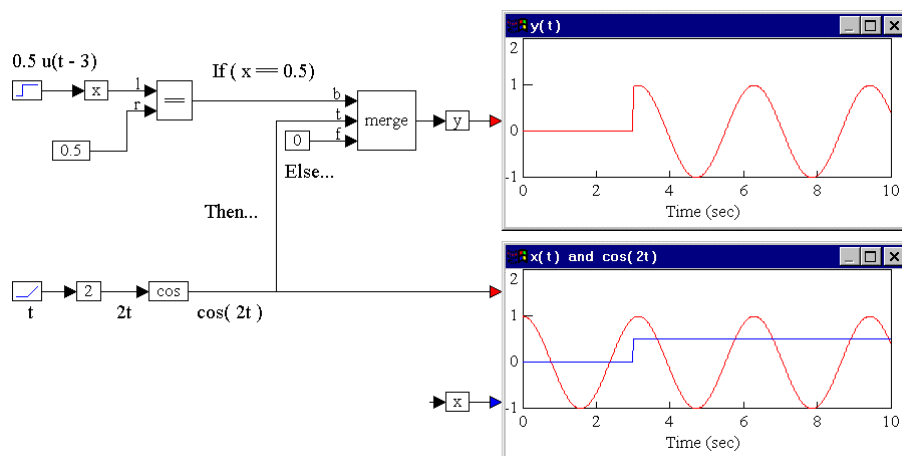 y(t)
2
1
0
-1
0 2 4 6 8 10
Time (sec)
0.5 u(t - 3)
x
l
r
==
0.5
If ( x == 0.5)
b
t
f
merge
0
y
Else...
Then...
t
2
2t
cos
cos( 2t )
x
x(t) and cos(2t)
2
1
0
-1
0 2 4 6 8 10
Time (sec)